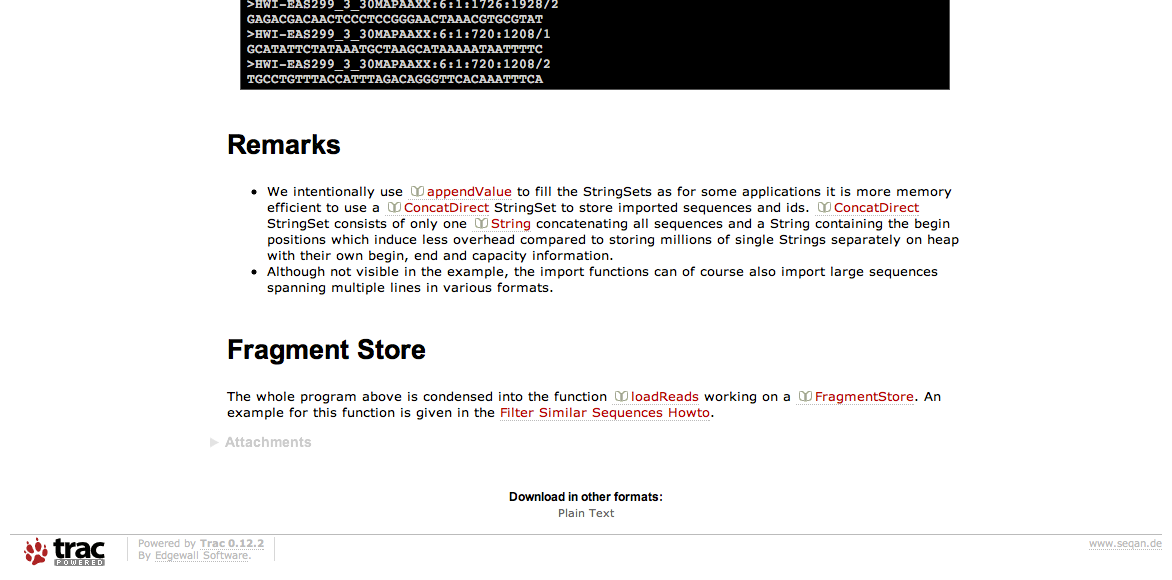 >HWI-EAS299_3_30MAPAAXX:6:1:1726:1928/2
GAGACGACAACTCCCTCCGGGAACTAAACGTGCGTAT
>HWI-EAS299_3_30MAPAAXX:6:1:720:1208/1
GCATATTCTATAAATGCTAAGCATAAAAATAATTTTC
>HWI-EAS299_3_30MAPAAXX:6:1:720:1208/2
TGCCTGTTTACCATTTAGACAGGGTTCACAAATTTCA
Remarks
• We intentionally use appendValue to fill the StringSets as for some applications it is more memory
efficient to use a ConcatDirect StringSet to store imported sequences and ids. ConcatDirect
StringSet consists of only one String concatenating all sequences and a String containing the begin
positions which induce less overhead compared to storing millions of single Strings separately on heap
with their own begin, end and capacity information.
• Although not visible in the example, the import functions can of course also import large sequences
spanning multiple lines in various formats.
Fragment Store
The whole program above is condensed into the function loadReads working on a FragmentStore. An
example for this function is given in the Filter Similar Sequences Howto.
Attachments
Download in other formats:
Plain Text
trac
POWERED
Powered by Trac 0.12.2
By Edgewall Software.
www.seqan.de